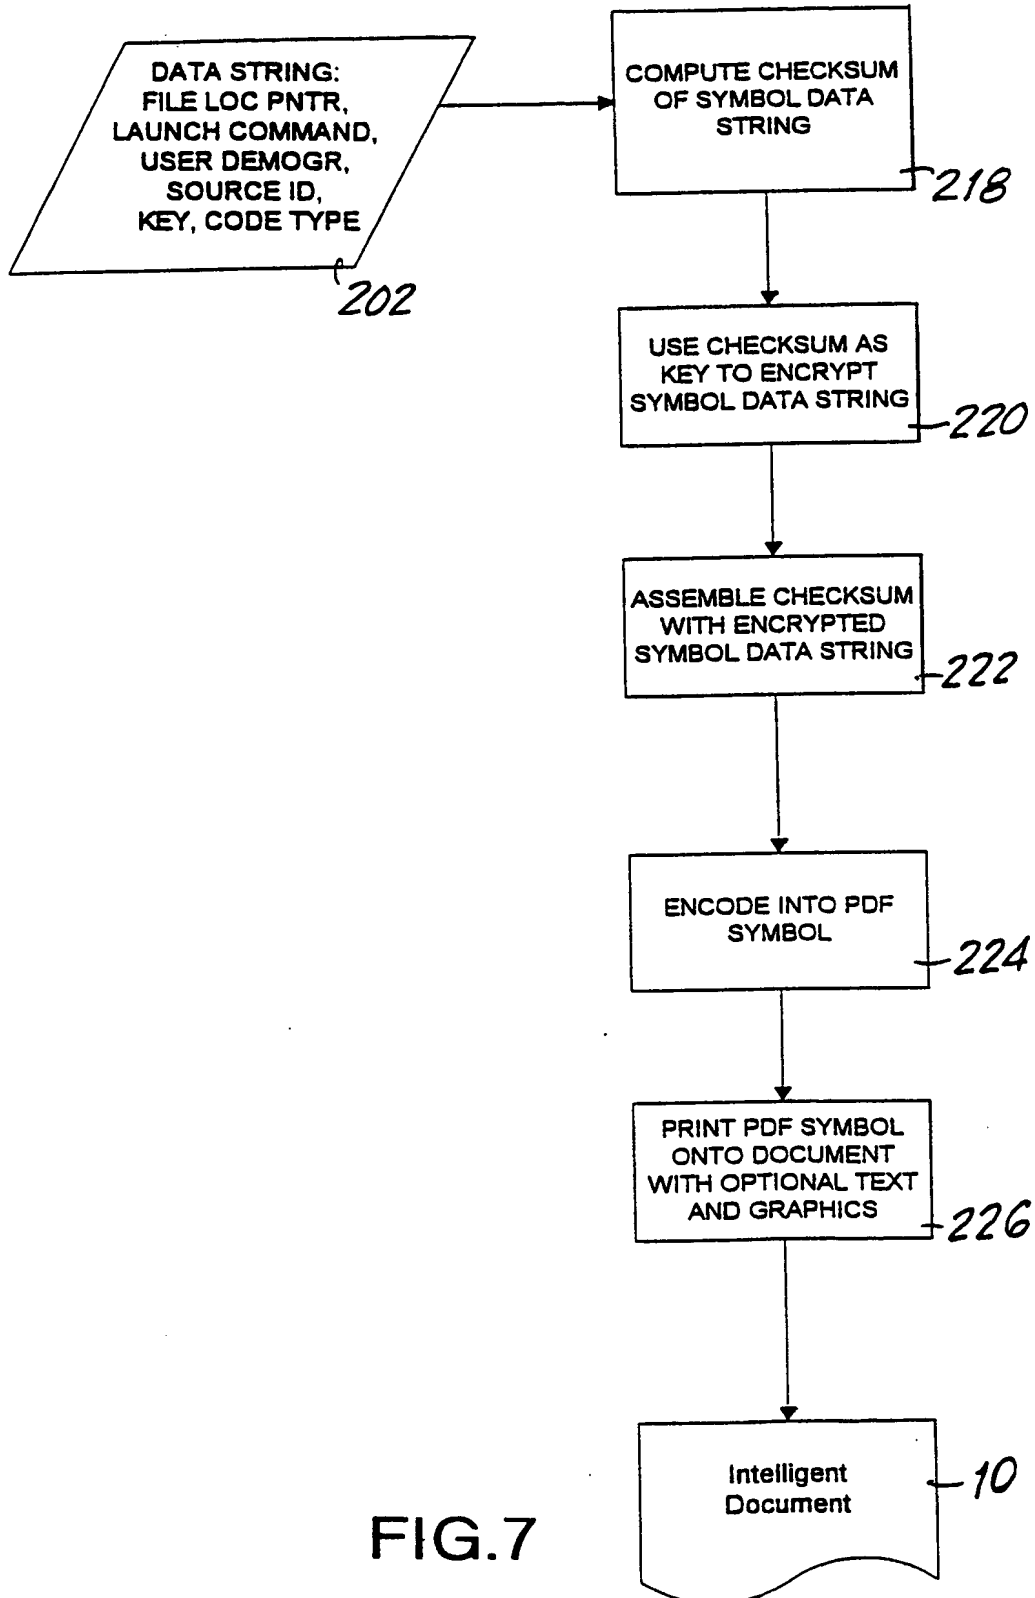 DATA STRING:
FILE LOC PNTR,
LAUNCH COMMAND,
USER DEMOGR,
SOURCE ID,
KEY, CODE TYPE
202
COMPUTE CHECKSUM
OF SYMBOL DATA
STRING
218
USE CHECKSUM AS
KEY TO ENCRYPT
SYMBOL DATA STRING
220
ASSEMBLE CHECKSUM
WITH ENCRYPTED
SYMBOL DATA STRING
222
ENCODE INTO PDF
SYMBOL
224
PRINT PDF SYMBOL
ONTO DOCUMENT
WITH OPTIONAL TEXT
AND GRAPHICS
226
Intelligent
Document
10
FIG.7